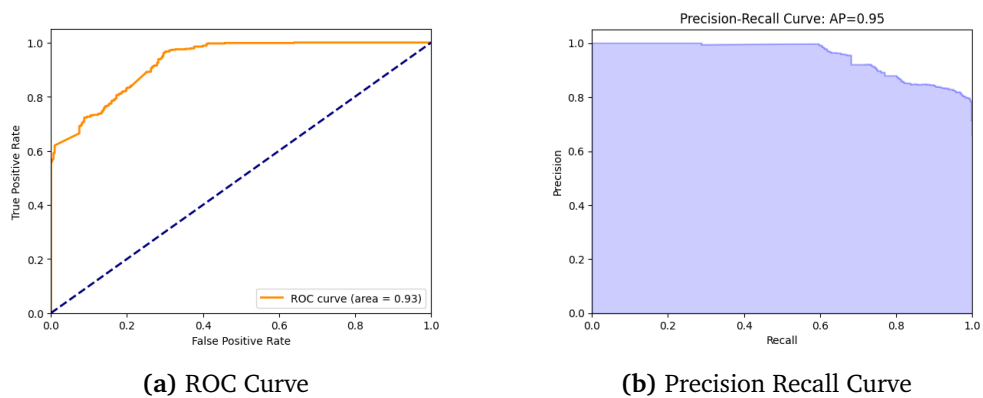 1.0
0.8
0.6
0.4
0.2
0.0
True Positive Rate
0.0 0.2 0.4 0.6 0.8 1.0
False Positive Rate
ROC curve (area = 0.93)
(a) ROC Curve
Precision-Recall Curve: AP=0.95
1.0
0.8
0.6
0.4
0.2
0.0
Precision
0.0 0.2 0.4 0.6 0.8 1.0
Recall
(b) Precision Recall Curve